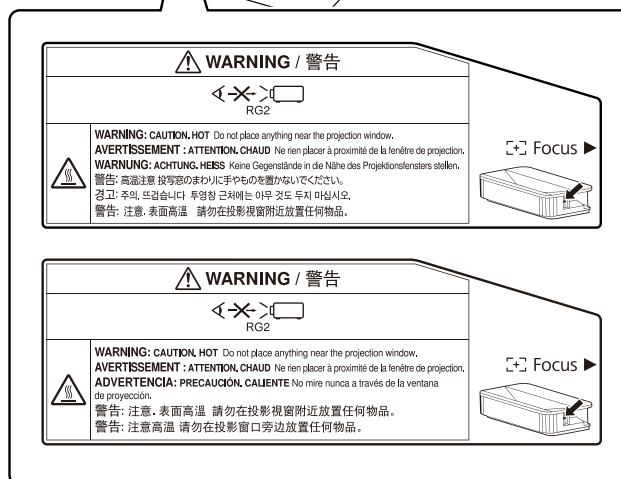 WARNING / 警告
RG2
WARNING: CAUTION. HOT Do not place anything near the projection window.
AVERTISSEMENT : ATTENTION. CHAUD Ne rien placer à proximité de la fenêtre de projection.
WARNUNG: ACHTUNG. HEISS Keine Gegenstände in die Nähe des Projektionsfensters stellen.
警告: 高温注意 投写窓のまわりに手やものを置かないでください。
경고: 주의. 뜨겁습니다 투영창 근처에는 아무 것도 두지 마십시오.
警告: 注意. 表面高溫 請勿在投影視窗附近放置任何物品。
Focus ▶
WARNING / 警告
RG2
WARNING: CAUTION. HOT Do not place anything near the projection window.
AVERTISSEMENT : ATTENTION. CHAUD Ne rien placer à proximité de la fenêtre de projection.
ADVERTENCIA: PRECAUCIÓN. CALIENTE No mire nunca a través de la ventana
de proyección.
警告: 注意. 表面高溫 請勿在投影視窗附近放置任何物品。
警告: 注意高温 请勿在投影窗口旁边放置任何物品。
Focus ▶